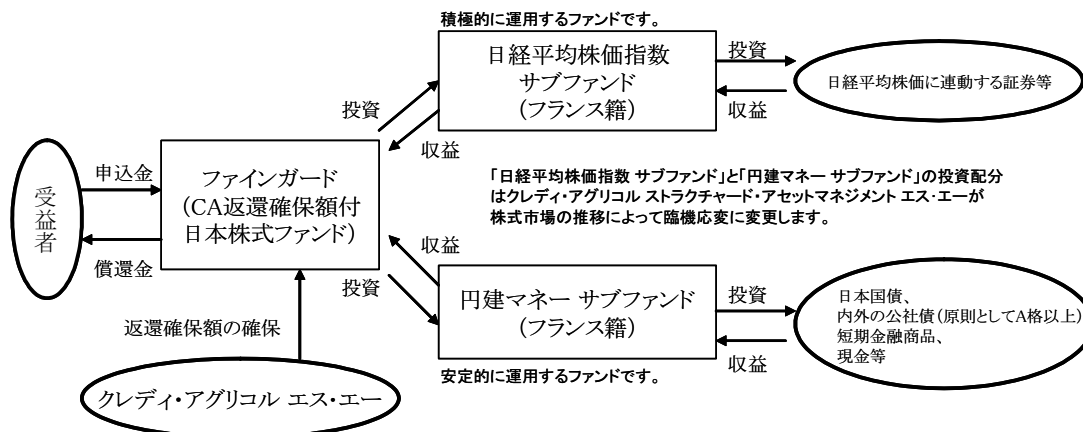 積極的に運用するファンドです。
日経平均株価指数
サブファンド
(フランス籍)
投資
収益
日経平均株価に連動する証券等
投資
収益
受益者
申込金
償還金
ファインガード
(CA返還確保額付
日本株式ファンド)
「日経平均株価指数 サブファンド」と「円建マネー サブファンド」の投資配分
はクレディ・アグリコル ストラクチャード・アセットマネジメント エス・エーが
株式市場の推移によって臨機応変に変更します。
収益
投資
円建マネー サブファンド
(フランス籍)
投資
収益
日本国債、
内外の公社債(原則としてA格以上)
短期金融商品、
現金等
安定的に運用するファンドです。
返還確保額の確保
クレディ・アグリコル エス・エー